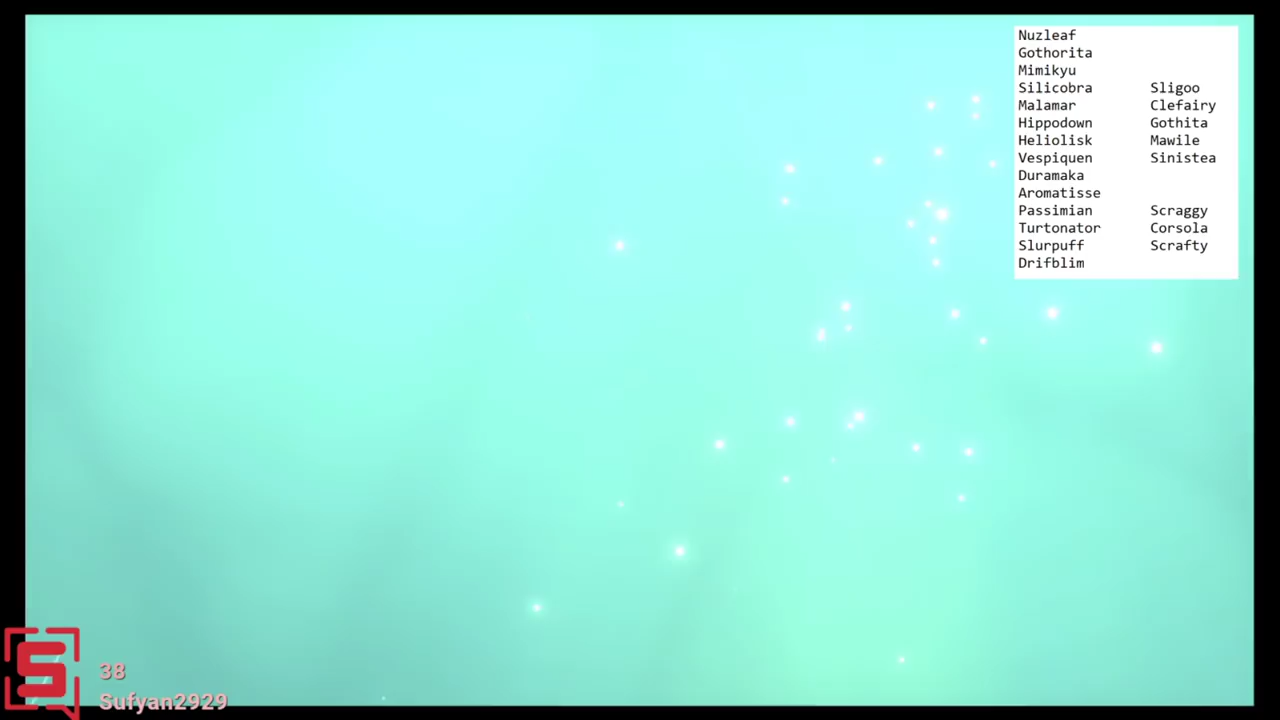 Nuzleaf
Gothorita
Mimikyu
Silicobra Sligoo
Malamar Clefairy
Hippodown Gothita
Heliolisk Mawile
Vespiquen Sinistea
Duramaka
Aromatisse
Passimian Scraggy
Turtonator Corsola
Slurpuff Scrafty
Drifblim
S
38
Sufyan2929